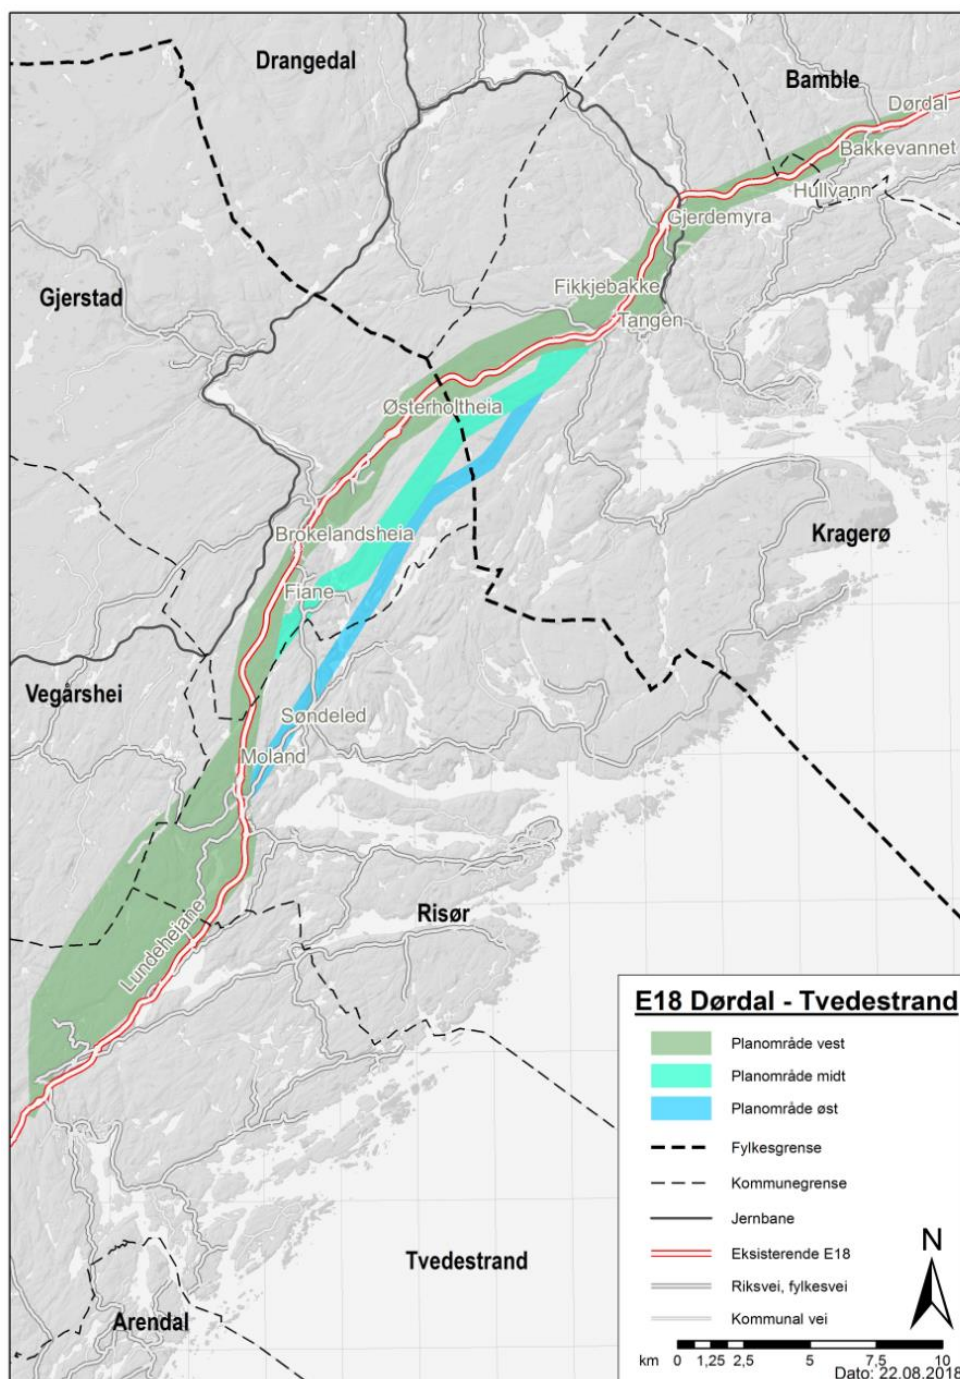 Drangedal
Bamble
Dørdal
Bakkevannet
Hullvann
Gjerdemyra
Gjerstad
Fikkjebakke
Tangen
Østerholtheia
Brokelandsheia
Kragerø
Fiane
Vegårshei
Søndeled
Moland
Risør
Lundeheiane
E18 Dørdal - Tvedestrand
Planområde vest
Planområde midt
Planområde øst
Fylkesgrense
Kommunegrense
Jernbane
Eksisterende E18
Riksvei, fylkesvei
Kommunal vei
N
km 0 1,25 2,5 5 7,5 10
Dato: 22.08.2018
Tvedestrand
Arendal